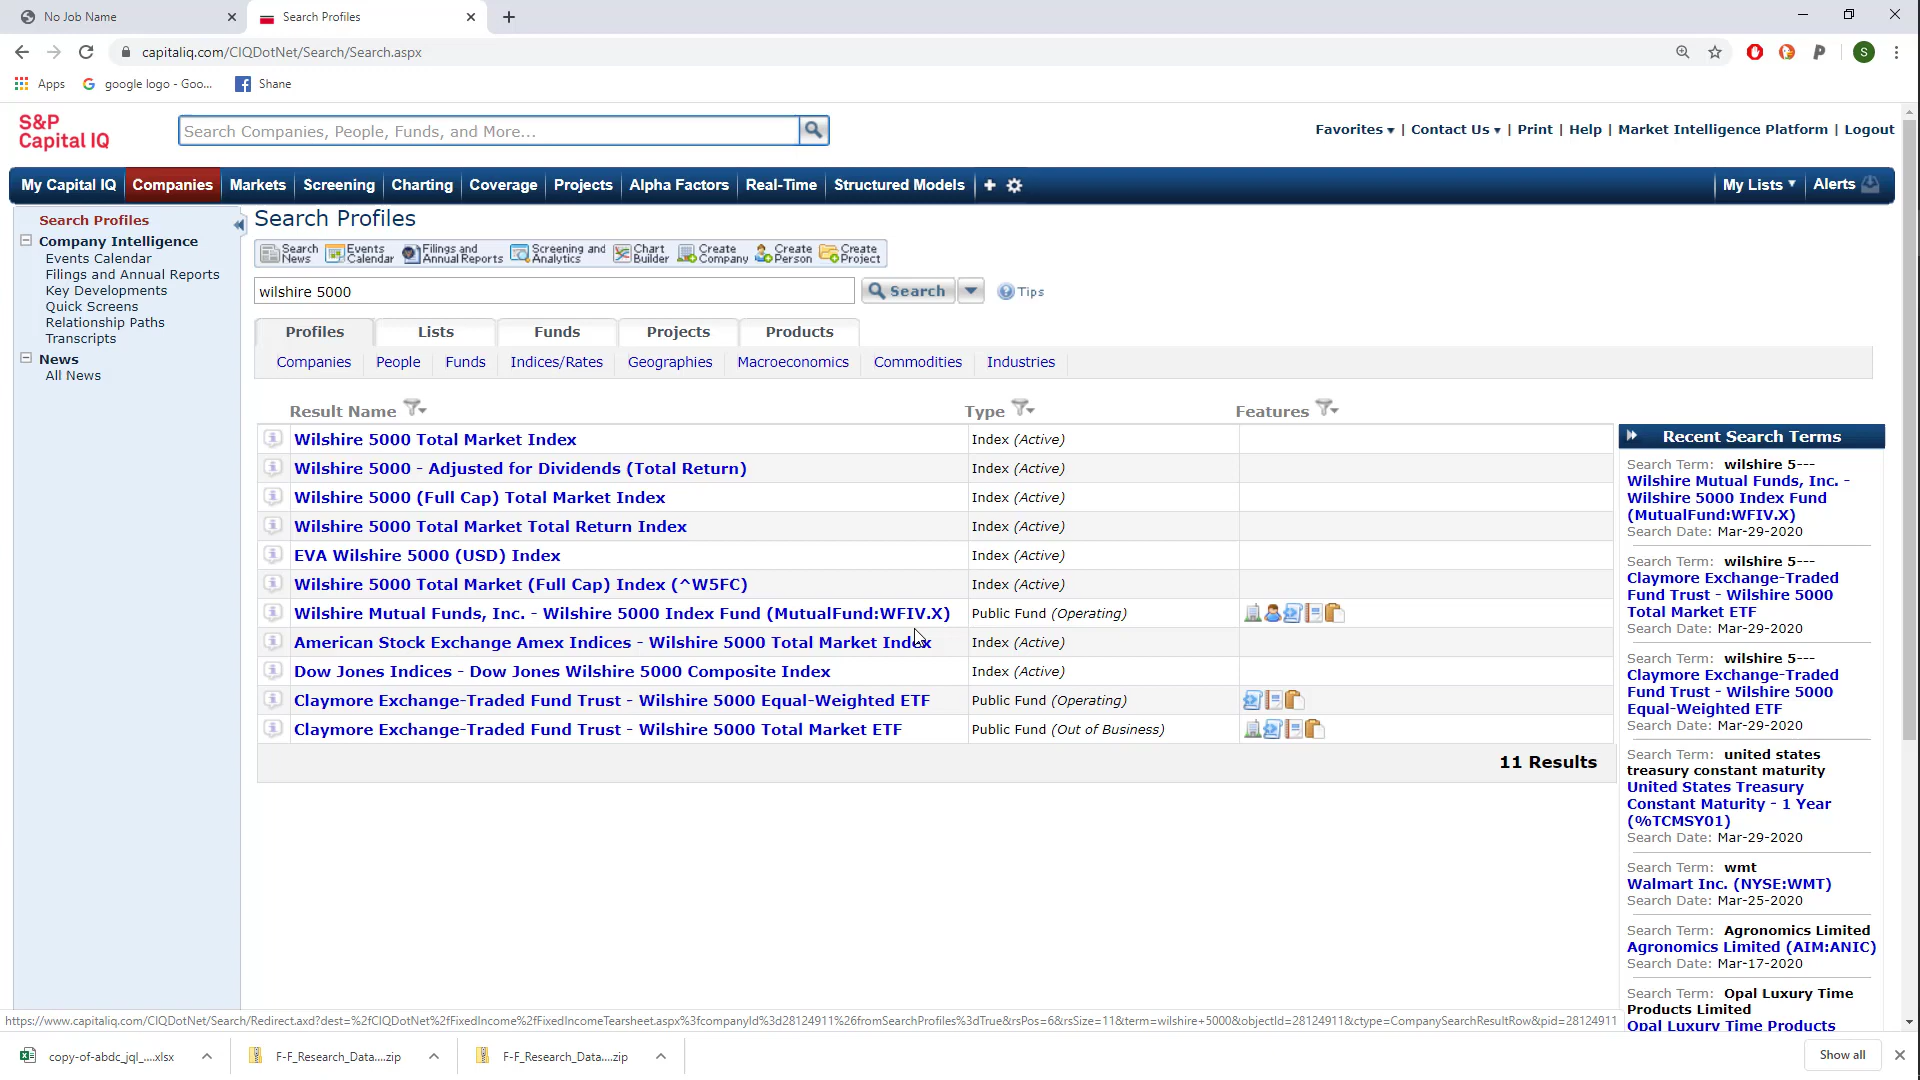 No Job Name
Search Profiles
capitaliq.com/CIQDotNet/Search/Search.aspx
S
Apps
google logo - Goo...
Shane
S&P
Capital IQ
Search Companies, People, Funds, and More...
Favorites | Contact Us | Print | Help | Market Intelligence Platform | Logout
My Capital IQ Companies Markets Screening Charting Coverage Projects Alpha Factors Real-Time Structured Models My Lists Alerts
Search Profiles
Company Intelligence
Events Calendar
Filings and Annual Reports
Key Developments
Quick Screens
Relationship Paths
Transcripts
News
All News
Search Profiles
Search News
Events Calendar
Filings and Annual Reports
Screening and Analytics
Chart Builder
Create Company
Create Person
Create Project
wilshire 5000
Search
Tips
Profiles Lists Funds Projects Products
Companies People Funds Indices/Rates Geographies Macroeconomics Commodities Industries
Result Name Type Features
Wilshire 5000 Total Market Index Index (Active)
Wilshire 5000 - Adjusted for Dividends (Total Return) Index (Active)
Wilshire 5000 (Full Cap) Total Market Index Index (Active)
Wilshire 5000 Total Market Total Return Index Index (Active)
EVA Wilshire 5000 (USD) Index Index (Active)
Wilshire 5000 Total Market (Full Cap) Index (^W5FC) Index (Active)
Wilshire Mutual Funds, Inc. - Wilshire 5000 Index Fund (MutualFund:WFIV.X) Public Fund (Operating)
American Stock Exchange Amex Indices - Wilshire 5000 Total Market Index Index (Active)
Dow Jones Indices - Dow Jones Wilshire 5000 Composite Index Index (Active)
Claymore Exchange-Traded Fund Trust - Wilshire 5000 Equal-Weighted ETF Public Fund (Operating)
Claymore Exchange-Traded Fund Trust - Wilshire 5000 Total Market ETF Public Fund (Out of Business)
11 Results
Recent Search Terms
Search Term: wilshire 5---
Wilshire Mutual Funds, Inc. -
Wilshire 5000 Index Fund
(MutualFund:WFIV.X)
Search Date: Mar-29-2020
Search Term: wilshire 5---
Claymore Exchange-Traded
Fund Trust - Wilshire 5000
Total Market ETF
Search Date: Mar-29-2020
Search Term: wilshire 5---
Claymore Exchange-Traded
Fund Trust - Wilshire 5000
Equal-Weighted ETF
Search Date: Mar-29-2020
Search Term: united states
treasury constant maturity
United States Treasury
Constant Maturity - 1 Year
(%TCMSY01)
Search Date: Mar-29-2020
Search Term: wmt
Walmart Inc. (NYSE:WMT)
Search Date: Mar-25-2020
Search Term: Agronomics Limited
Agronomics Limited (AIM:ANIC)
Search Date: Mar-17-2020
Search Term: Opal Luxury Time
Products Limited
Opal Luxury Time Products
https://www.capitaliq.com/CIQDotNet/Search/Redirect.axd?dest=%2fCIQDotNet%2fFixedIncome%2fFixedIncomeTearsheet.aspx%3fcompanyId%3d28124911%26fromSearchProfiles%3dTrue&rsPos=6&rsSize=11&term=wilshire+5000&objectId=28124911&ctype=CompanySearchResultRow&pid=28124911
copy-of-abdc_jql_....xlsx
F-F_Research_Data....zip
F-F_Research_Data....zip
Show all